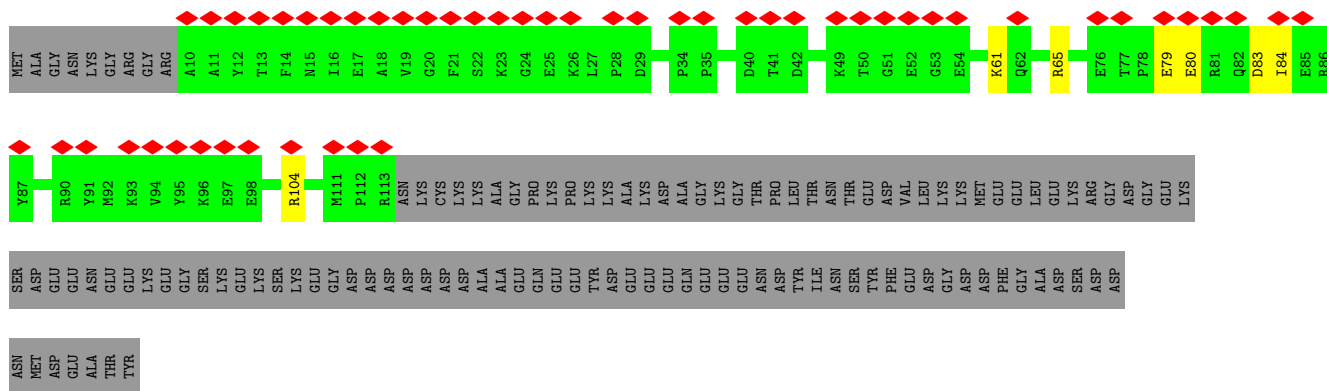 MET ALA GLY ASN LYS GLY ARG GLY ARG A10 A11 Y12 T13 F14 N15 I16 E17 A18 V19 G20 F21 S22 K23 G24 E25 K26 L27 P28 D29 P34 P35 D40 T41 D42 K49 T50 G51 E52 G53 E54 K61 Q62 R65 E76 T77 P78 E79 E80 R81 Q82 D83 I84 E85 R86
Y87 R90 Y91 M92 K93 V94 Y95 K96 E97 E98 R104 M111 P112 R113 ASN LYS CYS LYS LYS ALA GLY PRO LYS PRO LYS LYS ALA LYS ASP ALA GLY LYS GLY THR PRO LEU THR ASN THR GLU ASP VAL LEU LYS LYS MET GLU GLU LEU GLU LYS ARG GLY ASP GLY GLU LYS
SER ASP GLU GLU ASN GLU GLU LYS GLU GLY SER LYS GLU LYS SER LYS GLU GLY ASP ASP ASP ASP ASP ASP ASP ALA ALA GLU GLN GLU GLU TYR ASP GLU GLU GLU GLN GLU GLU GLU ASN ASP TYR ILE ASN SER TYR PHE GLU ASP GLY ASP ASP PHE GLY ALA ASP SER ASP ASP
ASN MET ASP GLU ALA THR TYR